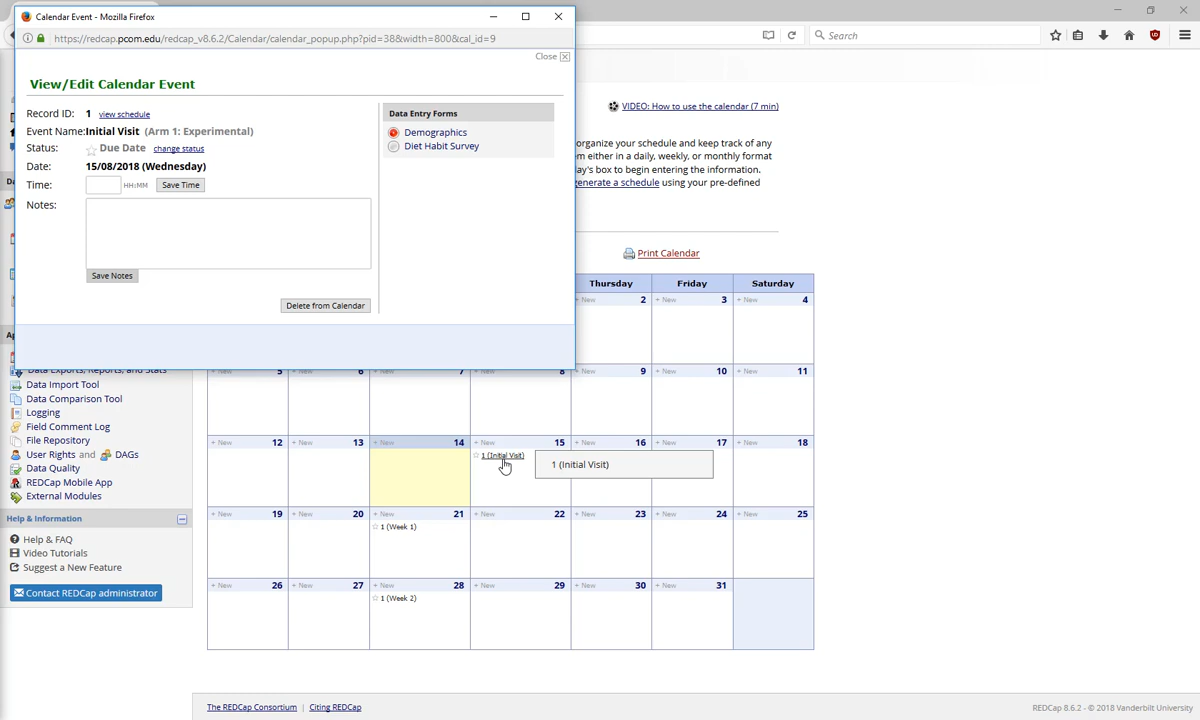 Calendar Event - Mozilla Firefox
https://redcap.pcom.edu/redcap_v8.6.2/Calendar/calendar_popup.php?pid=38&width=800&cal_id=9
Search
Close
View/Edit Calendar Event
Record ID: 1 view schedule
Event Name:Initial Visit (Arm 1: Experimental)
Status: Due Date change status
Date: 15/08/2018 (Wednesday)
Time: HH:MM Save Time
Notes:
Save Notes
Delete from Calendar
Data Entry Forms
Demographics
Diet Habit Survey
VIDEO: How to use the calendar (7 min)
organize your schedule and keep track of any
em either in a daily, weekly, or monthly format
ay's box to begin entering the information.
generate a schedule using your pre-defined
Print Calendar
Thursday Friday Saturday
+ New 2 + New 3 + New 4
5 6 7 8 + New 9 + New 10 + New 11
+ New 12 + New 13 + New 14 + New 15 + New 16 + New 17 + New 18
1 (Initial Visit)
1 (Initial Visit)
+ New 19 + New 20 + New 21 + New 22 + New 23 + New 24 + New 25
1 (Week 1)
+ New 26 + New 27 + New 28 + New 29 + New 30 + New 31
1 (Week 2)
Data Exports, Reports, and Stats
Data Import Tool
Data Comparison Tool
Logging
Field Comment Log
File Repository
User Rights and DAGs
Data Quality
REDCap Mobile App
External Modules
Help & Information
Help & FAQ
Video Tutorials
Suggest a New Feature
Contact REDCap administrator
The REDCap Consortium | Citing REDCap
REDCap 8.6.2 - © 2018 Vanderbilt University